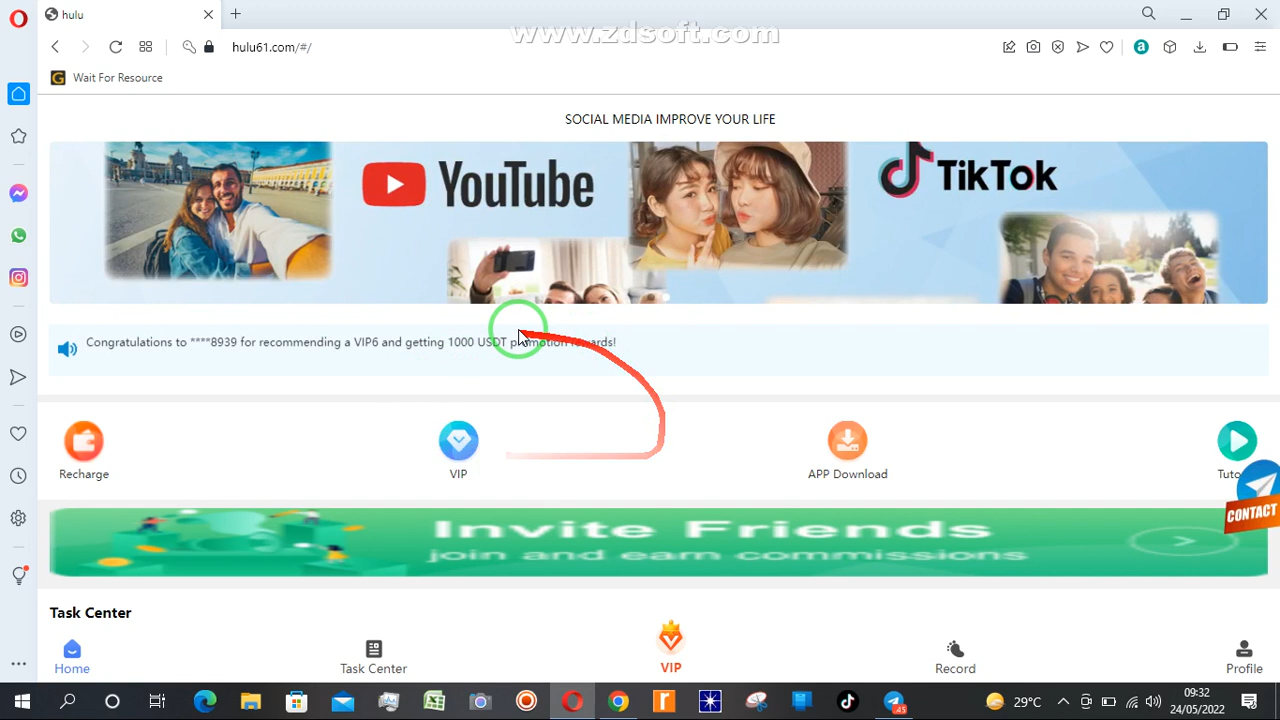 hulu
www.zdsoft.com
hulu61.com/#/
Wait For Resource
SOCIAL MEDIA IMPROVE YOUR LIFE
YouTube
TikTok
Congratulations to ****8939 for recommending a VIP6 and getting 1000 USDT promotion rewards!
Recharge
VIP
APP Download
Tuto
CONTACT
Invite Friends
join and earn commissions
Task Center
Home
Task Center
VIP
Record
Profile
45
29°C
09:32
24/05/2022